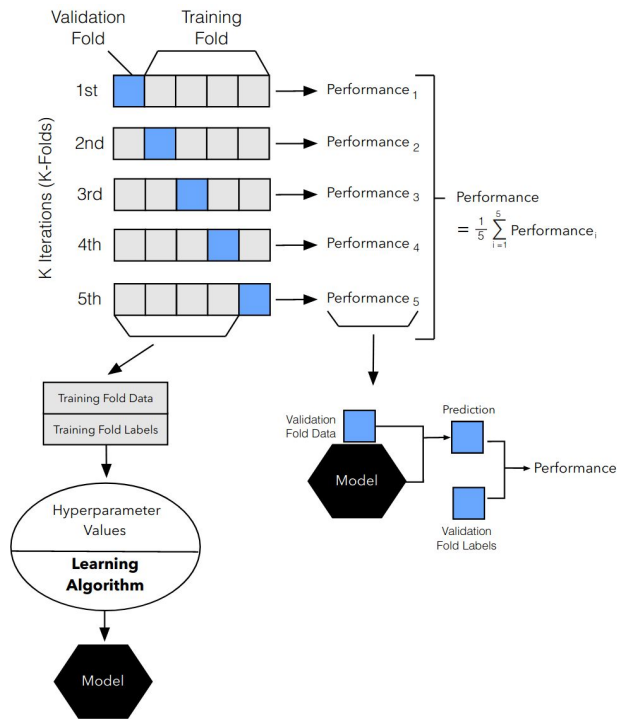 Validation
Fold
Training
Fold
K Iterations (K-Folds)
1st
Performance 1
2nd
Performance 2
3rd
Performance 3
4th
Performance 4
5th
Performance 5
Performance
= 1/5 5∑i=1 Performance i
Training Fold Data
Training Fold Labels
Hyperparameter
Values
Learning
Algorithm
Model
Validation
Fold Data
Model
Prediction
Performance
Validation
Fold Labels